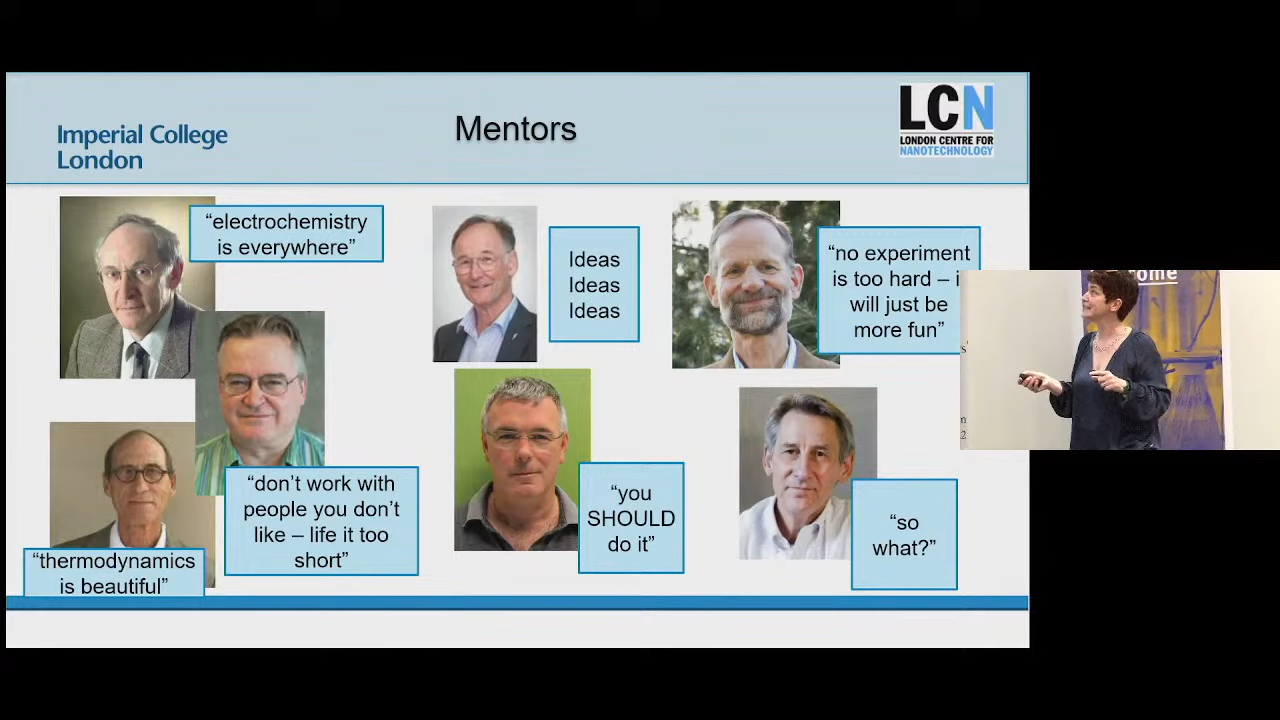 Imperial College
London
Mentors
LCN
LONDON CENTRE FOR
NANOTECHNOLOGY
“electrochemistry
is everywhere”
Ideas
Ideas
Ideas
“no experiment
is too hard –
will just be
more fun”
“don’t work with
people you don’t
like – life it too
short”
“you
SHOULD
do it”
“so
what?”
“thermodynamics
is beautiful”